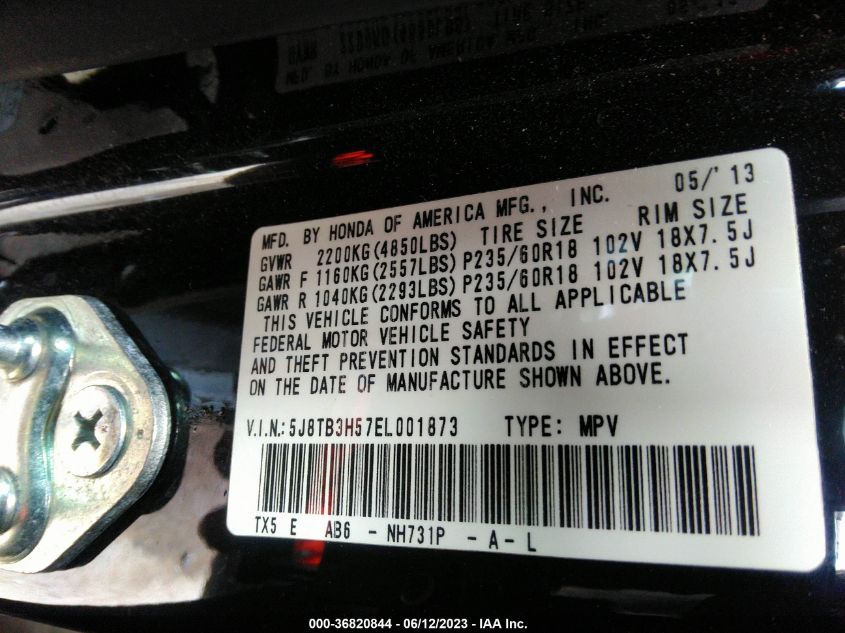 05/'13
MFD. BY HONDA OF AMERICA MFG., INC.
GVWR 2200KG(4850LBS) TIRE SIZE RIM SIZE
GAWR F 1160KG(2557LBS)P235/60R18 102V 18X7.5J
GAWR R 1040KG(2293LBS)P235/60R18 102V 18X7.5J
THIS VEHICLE CONFORMS TO ALL APPLICABLE
FEDERAL MOTOR VEHICLE SAFETY
AND THEFT PREVENTION STANDARDS IN EFFECT
ON THE DATE OF MANUFACTURE SHOWN ABOVE.
V.I.N.:5J8TB3H57EL001873 TYPE: MPV
TX5 E AB6 - NH731P - A - L
000-36820844 - 06/12/2023 - IAA Inc.